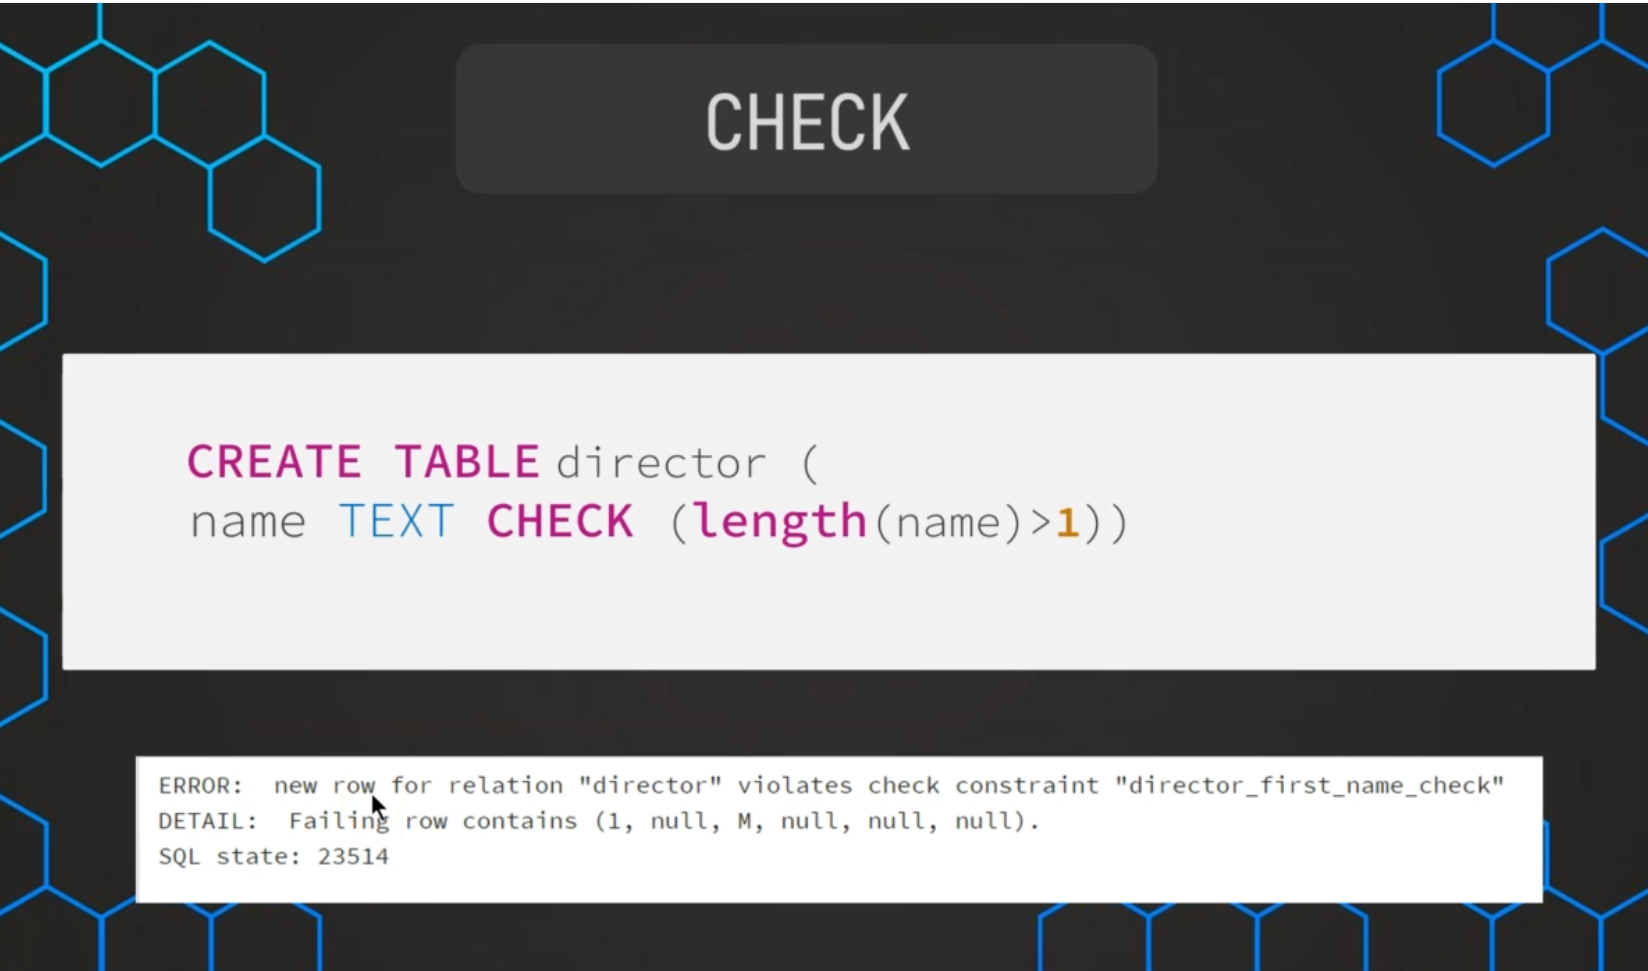 CHECK
CREATE TABLE director (
name TEXT CHECK (length(name)>1))
ERROR:  new row for relation "director" violates check constraint "director_first_name_check"
DETAIL:  Failing row contains (1, null, M, null, null, null).
SQL state: 23514